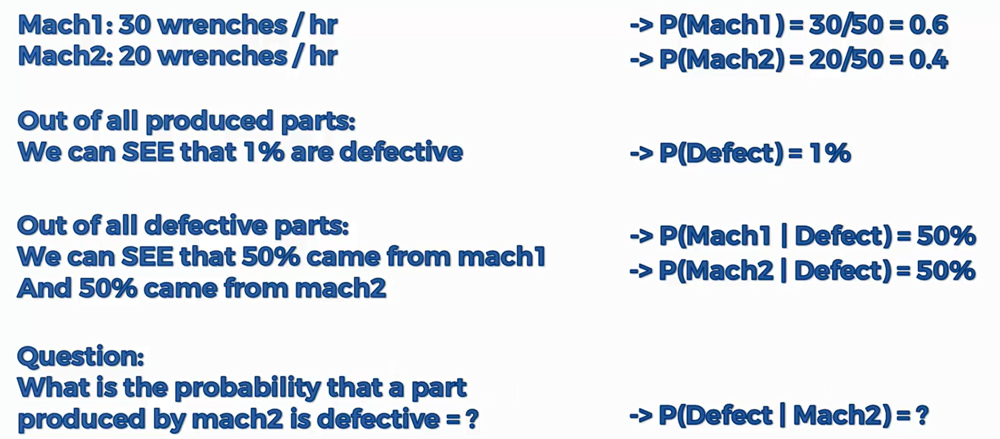 Mach1: 30 wrenches / hr
-> P(Mach1) = 30/50 = 0.6
Mach2: 20 wrenches / hr
-> P(Mach2) = 20/50 = 0.4
Out of all produced parts:
We can SEE that 1% are defective
-> P(Defect) = 1%
Out of all defective parts:
-> P(Mach1 | Defect) = 50%
We can SEE that 50% came from mach1
-> P(Mach2 | Defect) = 50%
And 50% came from mach2
Question:
What is the probability that a part
produced by mach2 is defective = ?
-> P(Defect | Mach2) = ?